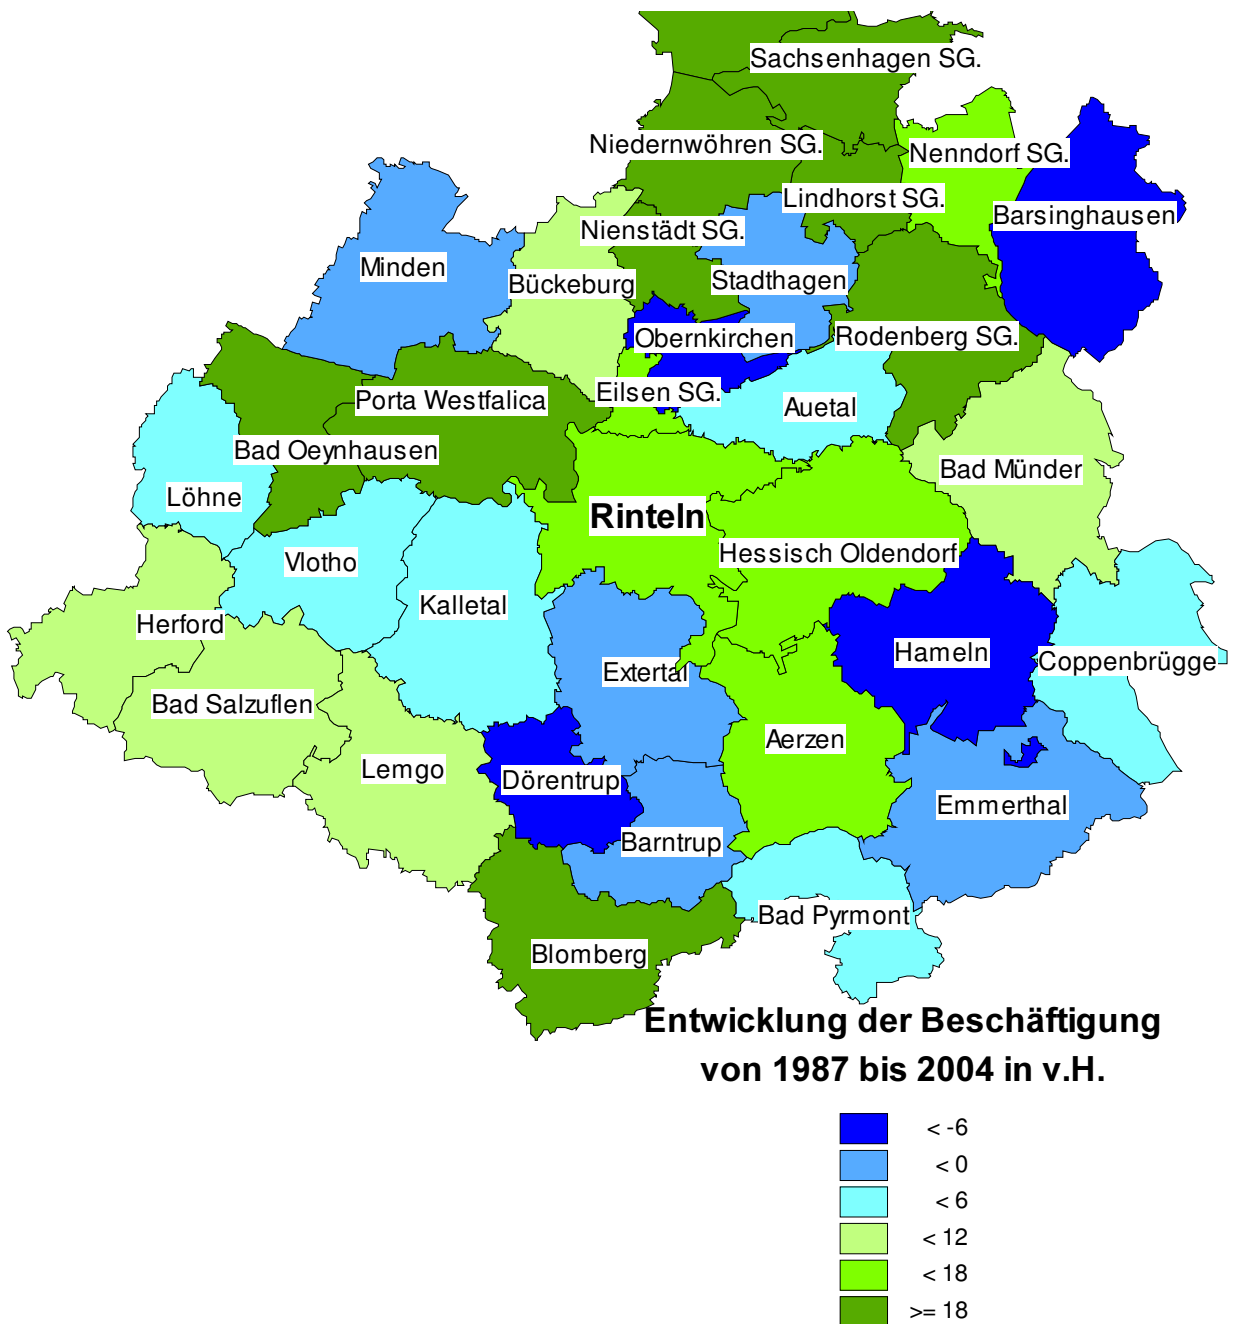 Sachsenhagen SG.
Niedernwöhren SG.
Nenndorf SG.
Lindhorst SG.
Barsinghausen
Nienstädt SG.
Minden
Bückeburg
Stadthagen
Obernkirchen
Rodenberg SG.
Eilsen SG.
Porta Westfalica
Auetal
Bad Oeynhausen
Bad Münder
Löhne
Rinteln
Hessisch Oldendorf
Vlotho
Kalletal
Herford
Hameln
Coppenbrügge
Extertal
Bad Salzuflen
Aerzen
Lemgo
Dörentrup
Emmerthal
Barntrup
Bad Pyrmont
Blomberg
Entwicklung der Beschäftigung
von 1987 bis 2004 in v.H.
< -6
< 0
< 6
< 12
< 18
>= 18